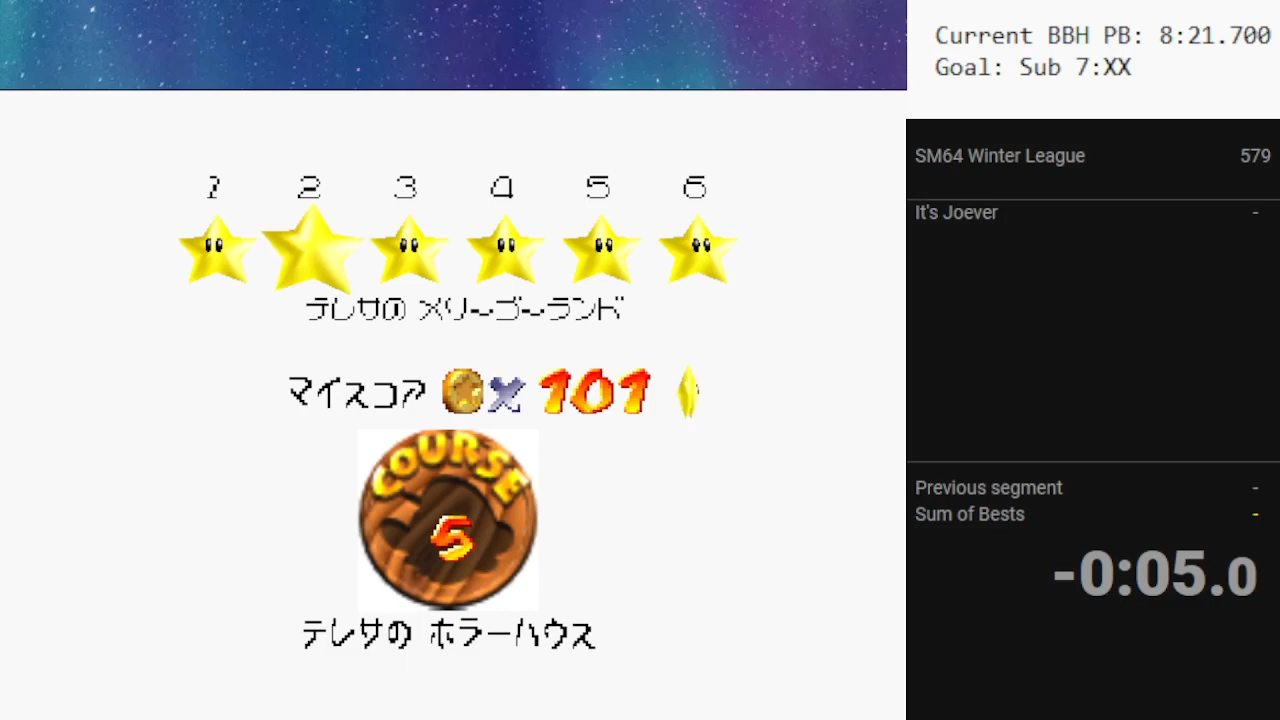 Current BBH PB: 8:21.700
Goal: Sub 7:XX
SM64 Winter League 579
It's Joever -
1 2 3 4 5 6
テレサの メリーゴーランド
マイスコア × 101
COURSE
5
テレサの ホラーハウス
Previous segment -
Sum of Bests -
-0:05.0